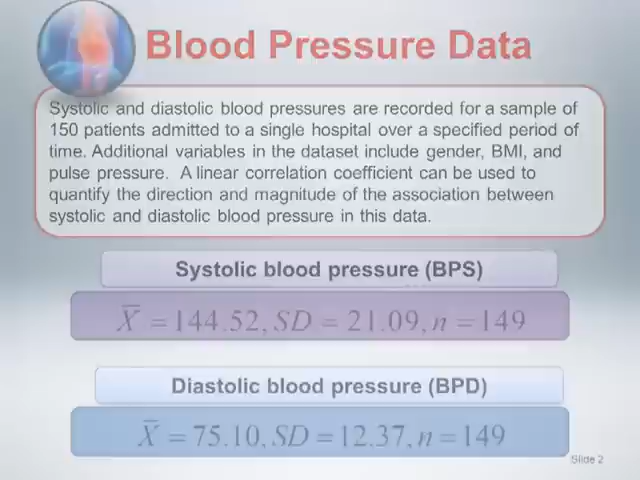 Blood Pressure Data
Systolic and diastolic blood pressures are recorded for a sample of
150 patients admitted to a single hospital over a specified period of
time. Additional variables in the dataset include gender, BMI, and
pulse pressure.  A linear correlation coefficient can be used to
quantify the direction and magnitude of the association between
systolic and diastolic blood pressure in this data.
Systolic blood pressure (BPS)
X̅ = 144.52, SD = 21.09, n = 149
Diastolic blood pressure (BPD)
X̅ = 75.10, SD = 12.37, n = 149
Slide 2